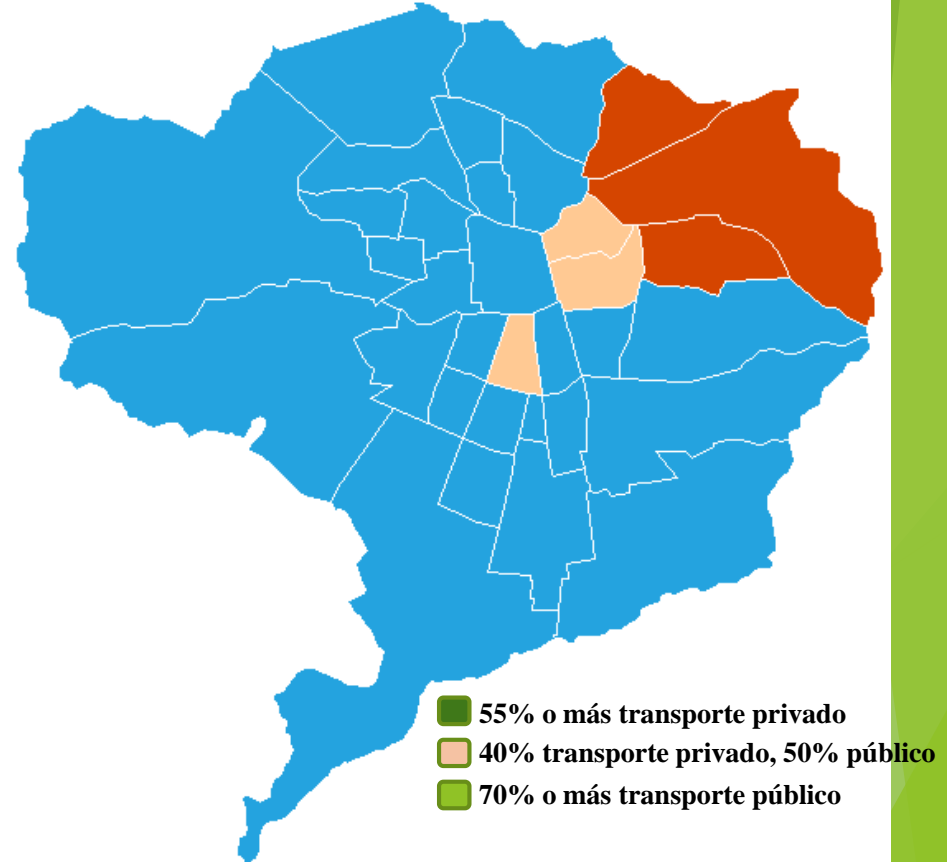 55% o más transporte privado
40% transporte privado, 50% público
70% o más transporte público